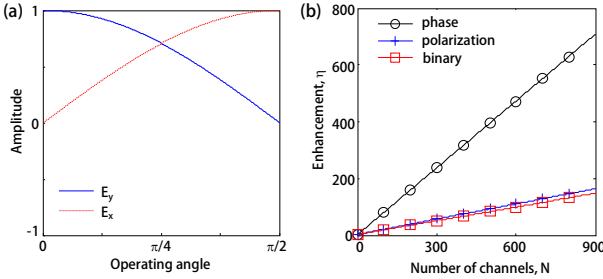 (a)
1
0
-1
Amplitude
E_y
E_x
0
π/4
π/2
Operating angle
(b)
800
600
400
200
0
Enhancement, η
phase
polarization
binary
0
300
600
900
Number of channels, N